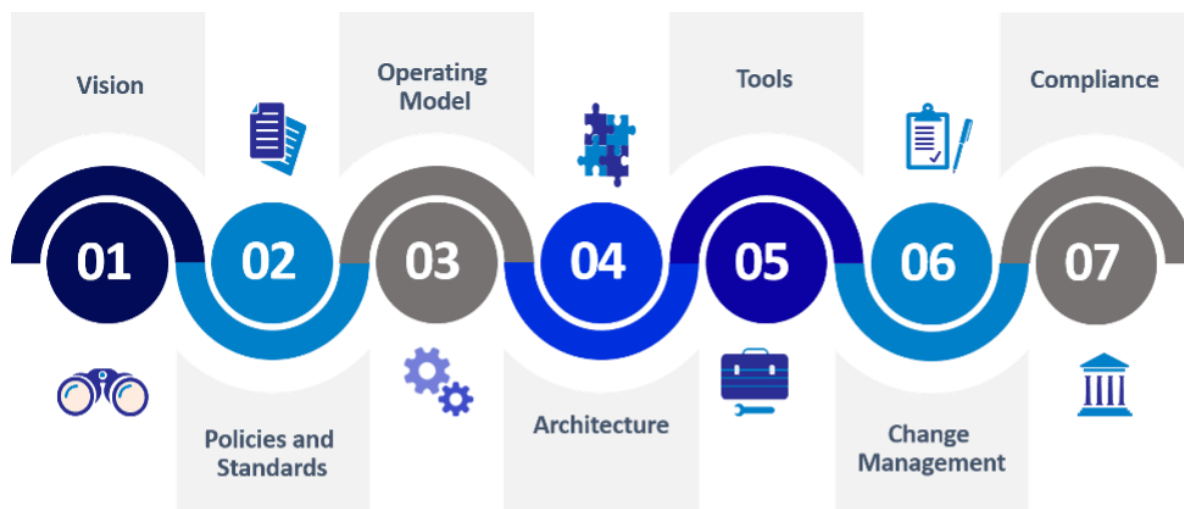 Vision
01
02
Policies and
Standards
Operating
Model
03
04
Architecture
Tools
05
06
Change
Management
Compliance
07